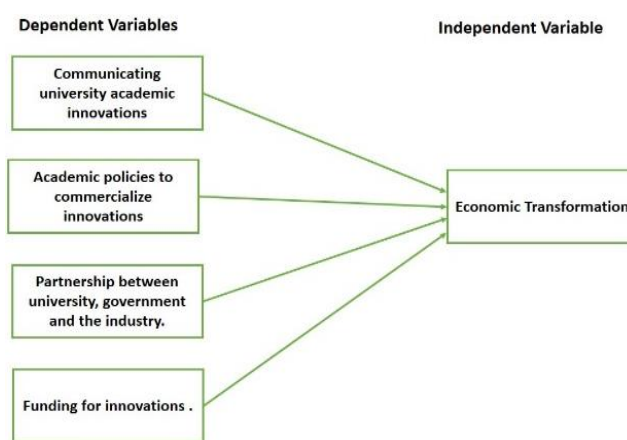 Dependent Variables
Independent Variable
Communicating
university academic
innovations
Academic policies to
commercialize
innovations
Economic Transformation
Partnership between
university, government
and the industry.
Funding for innovations .